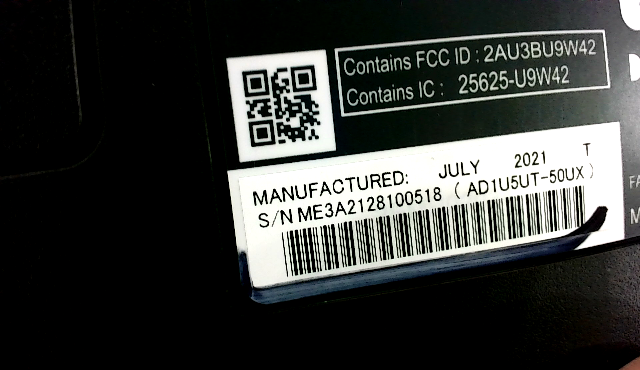 Contains FCC ID : 2AU3BU9W42
Contains IC : 25625-U9W42
MANUFACTURED: JULY 2021 T
S/N ME3A2128100518 ( AD1U5UT-50UX )